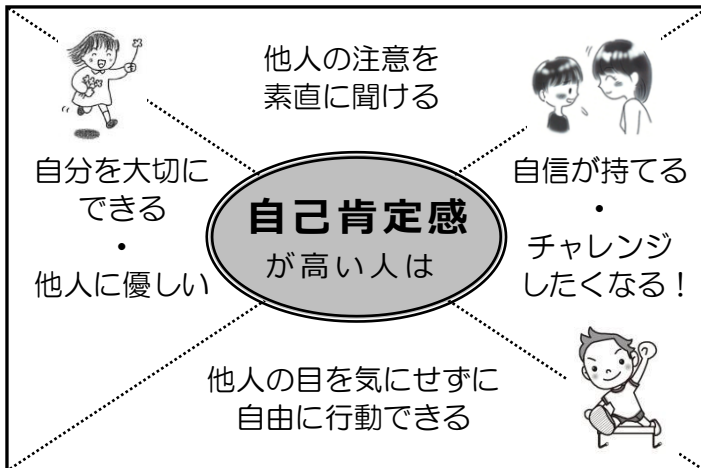 他人の注意を
素直に聞ける
自分を大切に
できる
・
他人に優しい
自己肯定感
が高い人は
自信が持てる
・
チャレンジ
したくなる！
他人の目を気にせずに
自由に行動できる